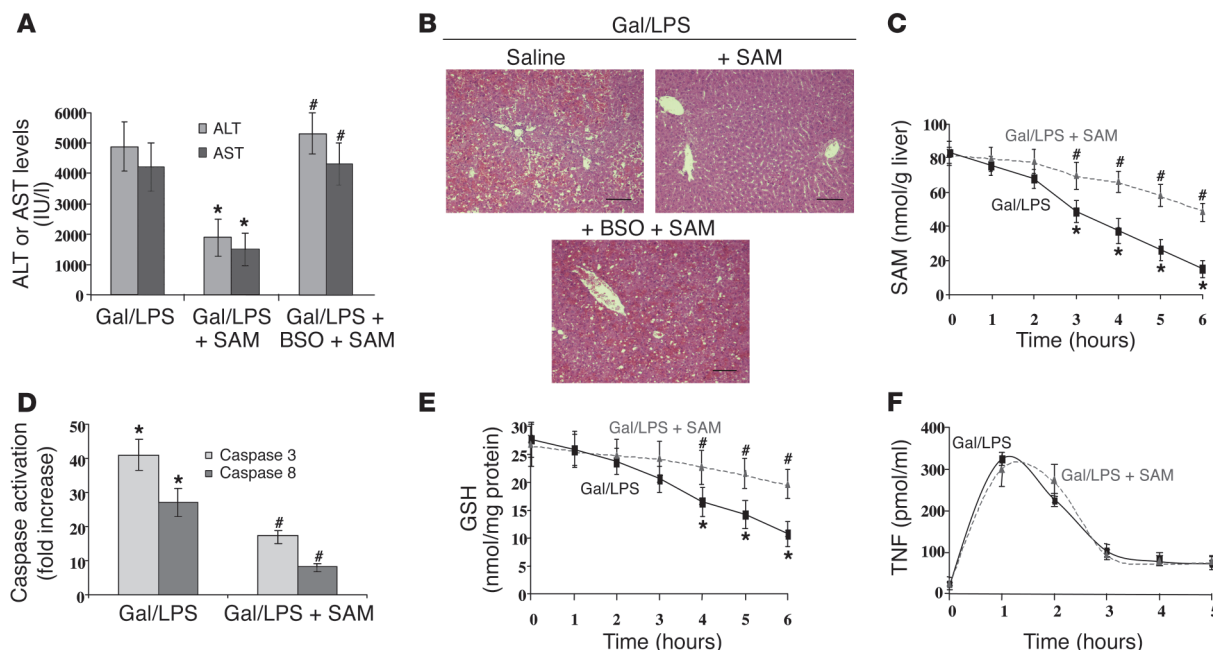 A
ALT or AST levels
(IU/l)
6000
5000
4000
3000
2000
1000
0
ALT
AST
*
*
#
#
Gal/LPS
Gal/LPS
+ SAM
Gal/LPS +
BSO + SAM
B
Gal/LPS
Saline
+ SAM
+ BSO + SAM
C
SAM (nmol/g liver)
100
80
60
40
20
0
Gal/LPS + SAM
Gal/LPS
# # # #
* * * *
0 1 2 3 4 5 6
Time (hours)
D
Caspase activation
(fold increase)
50
40
30
20
10
0
Caspase 3
Caspase 8
*
*
#
#
Gal/LPS
Gal/LPS + SAM
E
GSH
(nmol/mg protein)
30
25
20
15
10
5
0
Gal/LPS + SAM
Gal/LPS
# # #
* * *
0 1 2 3 4 5 6
Time (hours)
F
TNF (pmol/ml)
400
300
200
100
0
Gal/LPS
Gal/LPS + SAM
0 1 2 3 4 5
Time (hours)